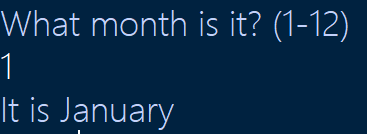 What month is it? (1-12)
1
It is January